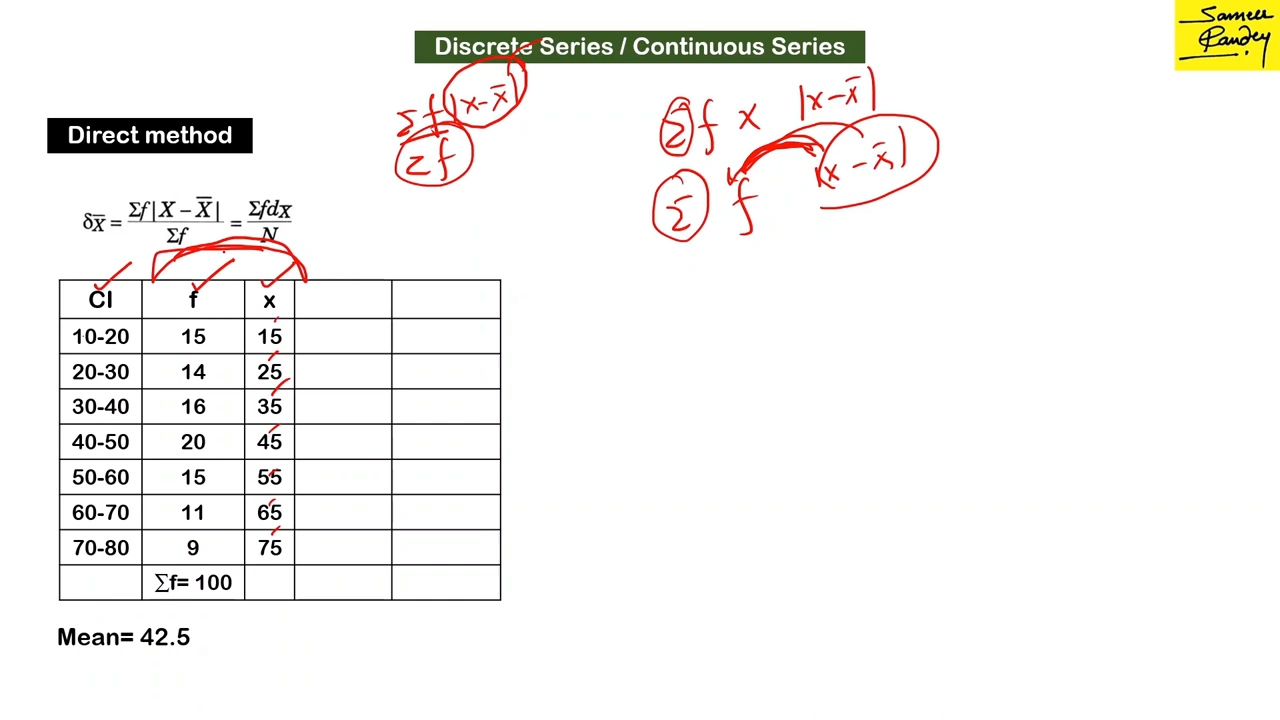 Discrete Series / Continuous Series
Samee
Pandey
Direct method
Σf|x-x̄|
Σf
Σf x |x-x̄|
Σ f |x-x̄|
δX̄ = Σf|X-X̄| / Σf = Σfdx / N
CI f x
10-20 15 15
20-30 14 25
30-40 16 35
40-50 20 45
50-60 15 55
60-70 11 65
70-80 9 75
∑f= 100
Mean= 42.5